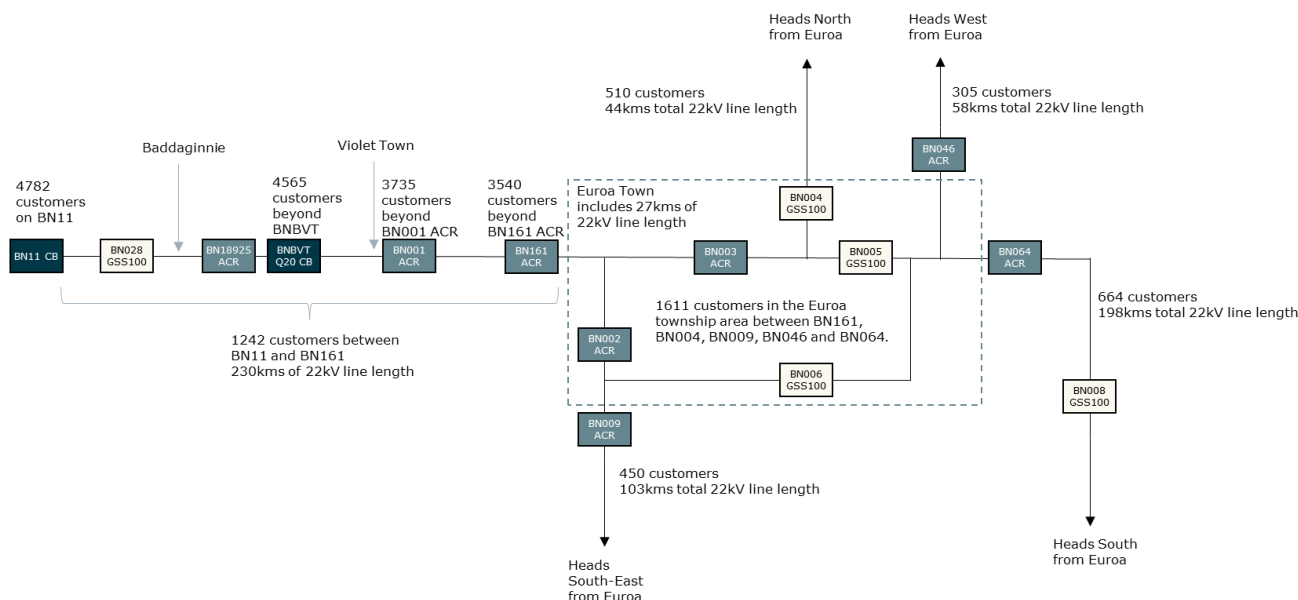 Heads North
from Euroa
Heads West
from Euroa
510 customers
44kms total 22kV line length
305 customers
58kms total 22kV line length
Baddaginnie
Violet Town
BN046
ACR
4782
customers
on BN11
4565
customers
beyond
BNBVT
3735
customers
beyond
BN001 ACR
3540
customers
beyond
BN161 ACR
Euroa Town
includes 27kms of
22kV line length
BN004
GSS100
BN11 CB
BN028
GSS100
BN1892S
ACR
BNBVT
Q20 CB
BN001
ACR
BN161
ACR
BN003
ACR
BN005
GSS100
BN064
ACR
1242 customers between
BN11 and BN161
230kms of 22kV line length
1611 customers in the Euroa
township area between BN161,
BN004, BN009, BN046 and BN064.
664 customers
198kms total 22kV line length
BN002
ACR
BN006
GSS100
BN008
GSS100
BN009
ACR
450 customers
103kms total 22kV line length
Heads South
from Euroa
Heads
South-East
from Euroa